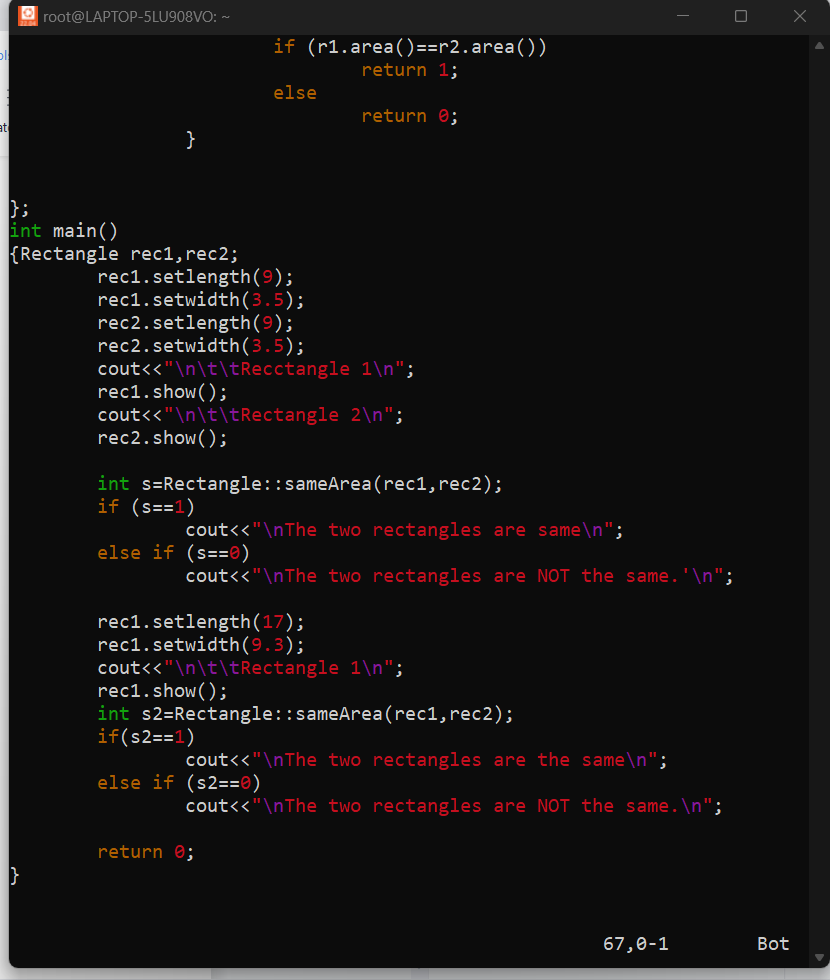 root@LAPTOP-5LU908VO: ~
if (r1.area()==r2.area())
return 1;
else
return 0;
}
};
int main()
{Rectangle rec1,rec2;
rec1.setlength(9);
rec1.setwidth(3.5);
rec2.setlength(9);
rec2.setwidth(3.5);
cout<<"\n\t\tRecctangle 1\n";
rec1.show();
cout<<"\n\t\tRectangle 2\n";
rec2.show();
int s=Rectangle::sameArea(rec1,rec2);
if (s==1)
cout<<"\nThe two rectangles are same\n";
else if (s==0)
cout<<"\nThe two rectangles are NOT the same.'\n";
rec1.setlength(17);
rec1.setwidth(9.3);
cout<<"\n\t\tRectangle 1\n";
rec1.show();
int s2=Rectangle::sameArea(rec1,rec2);
if(s2==1)
cout<<"\nThe two rectangles are the same\n";
else if (s2==0)
cout<<"\nThe two rectangles are NOT the same.\n";
return 0;
}
67,0-1 Bot